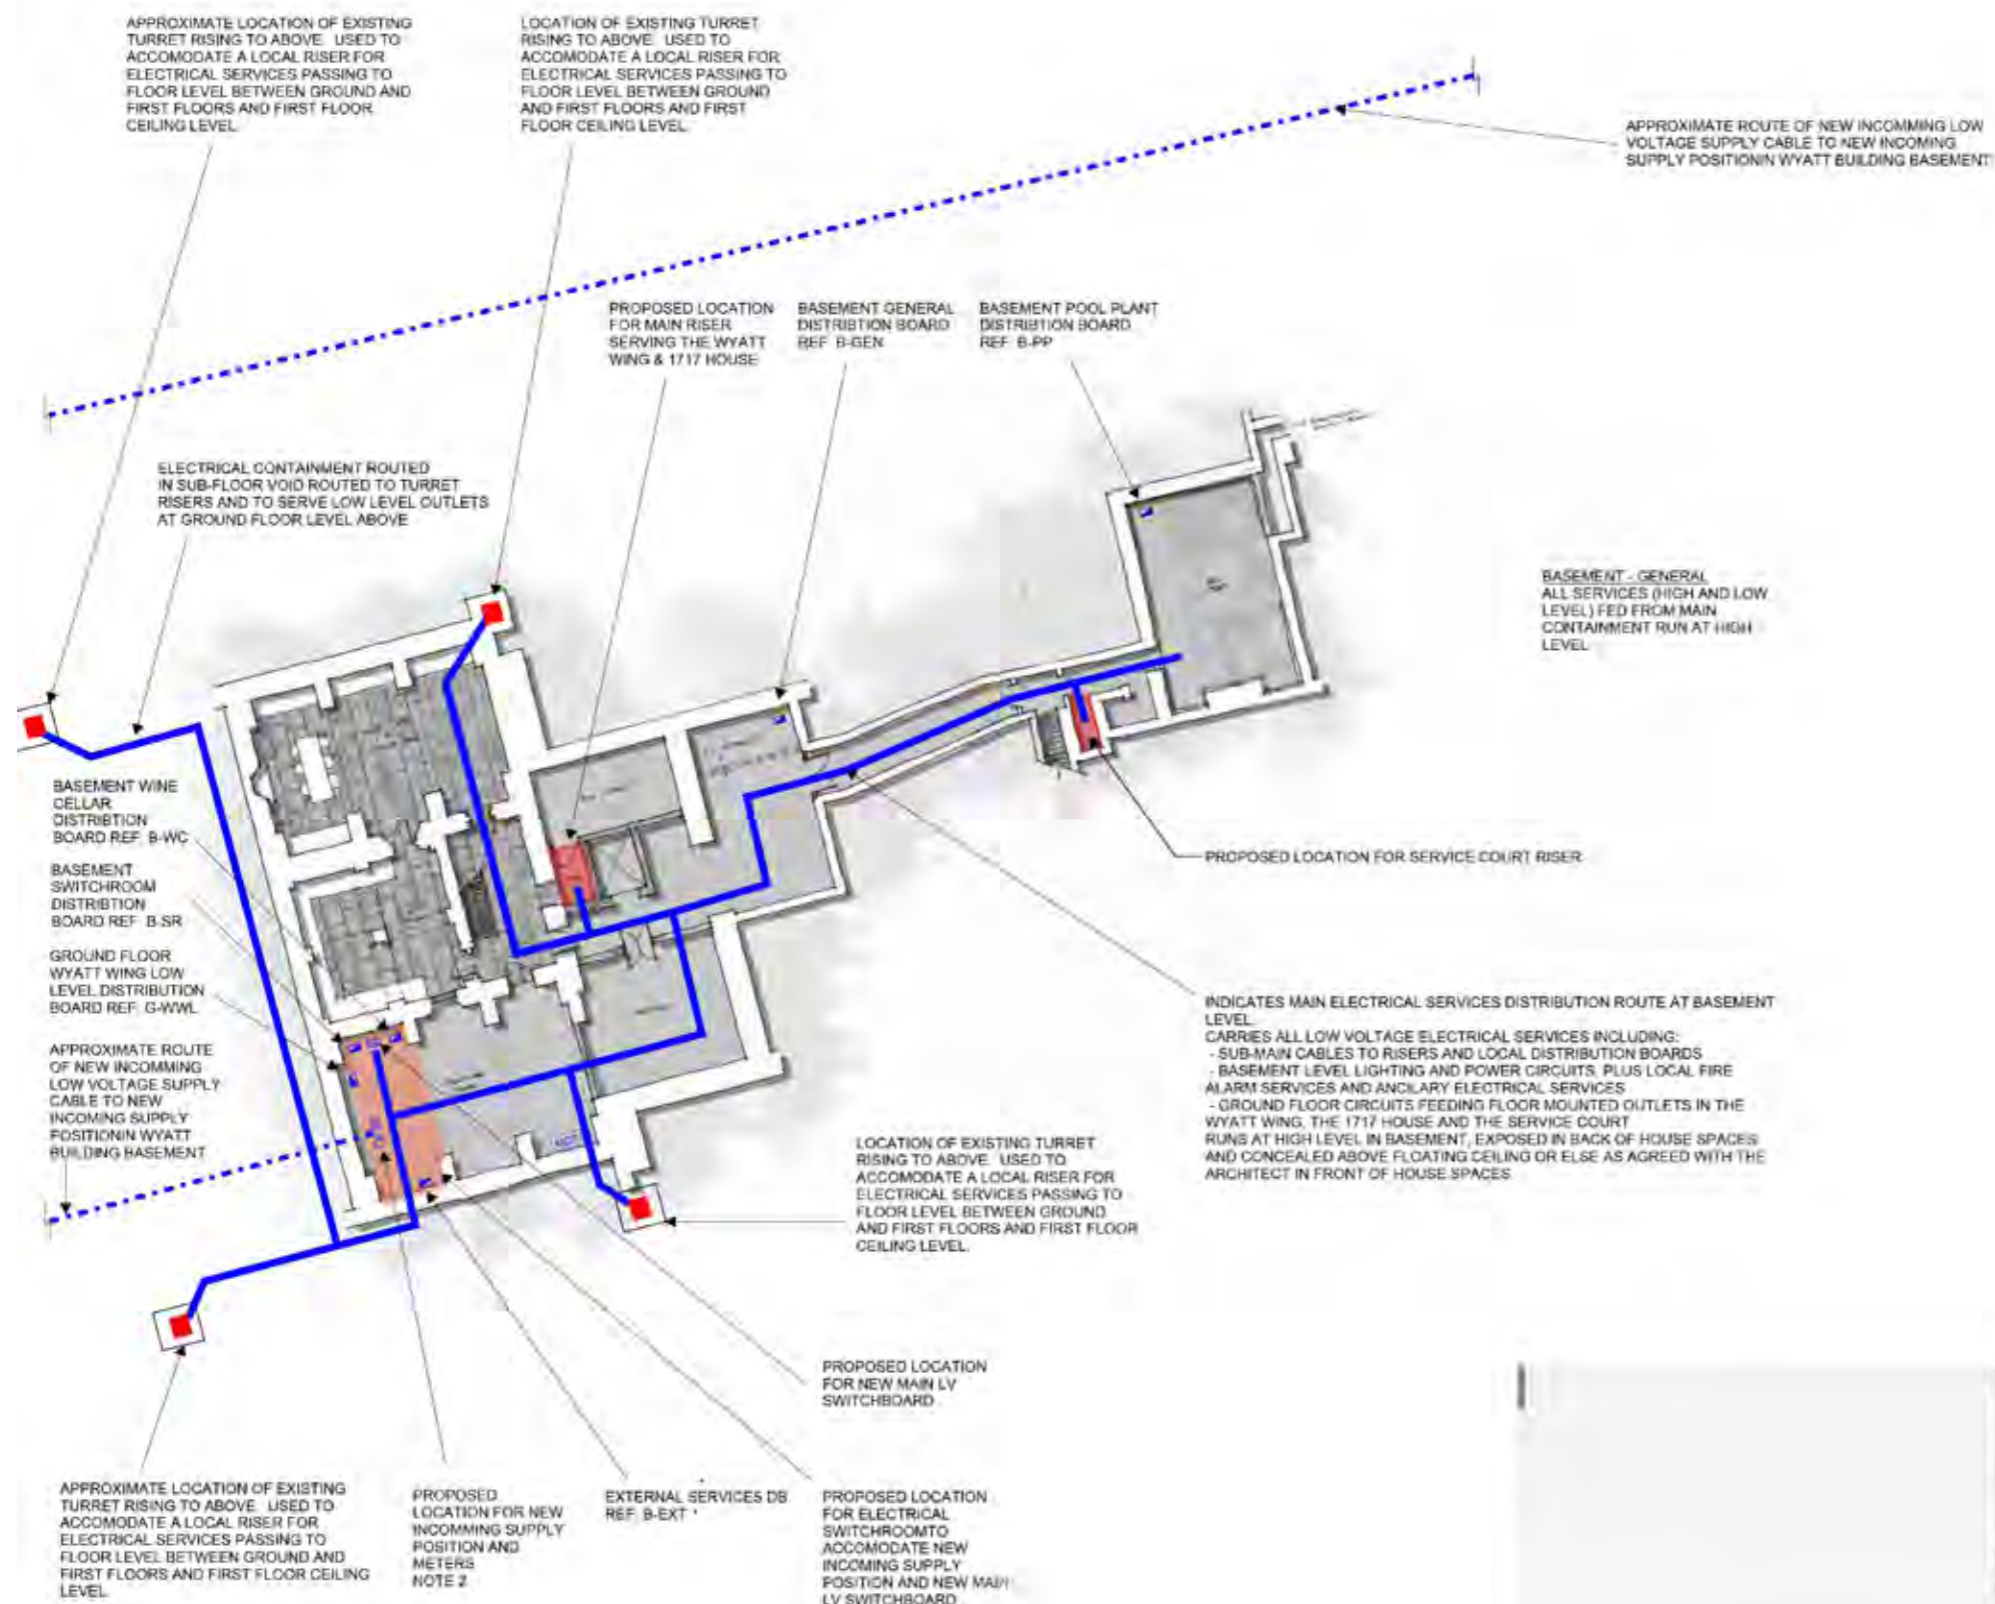 APPROXIMATE LOCATION OF EXISTING
TURRET RISING TO ABOVE. USED TO
ACCOMODATE A LOCAL RISER FOR
ELECTRICAL SERVICES PASSING TO
FLOOR LEVEL BETWEEN GROUND AND
FIRST FLOORS AND FIRST FLOOR
CEILING LEVEL.
LOCATION OF EXISTING TURRET
RISING TO ABOVE. USED TO
ACCOMODATE A LOCAL RISER FOR
ELECTRICAL SERVICES PASSING TO
FLOOR LEVEL BETWEEN GROUND
AND FIRST FLOORS AND FIRST
FLOOR CEILING LEVEL.
APPROXIMATE ROUTE OF NEW INCOMMING LOW
VOLTAGE SUPPLY CABLE TO NEW INCOMING
SUPPLY POSITIONIN WYATT BUILDING BASEMENT
PROPOSED LOCATION
FOR MAIN RISER
SERVING THE WYATT
WING & 1717 HOUSE
BASEMENT GENERAL
DISTRIBTION BOARD
REF. B-GEN
BASEMENT POOL PLANT
DISTRIBTION BOARD
REF. B-PP
ELECTRICAL CONTAINMENT ROUTED
IN SUB-FLOOR VOID ROUTED TO TURRET
RISERS AND TO SERVE LOW LEVEL OUTLETS
AT GROUND FLOOR LEVEL ABOVE
BASEMENT - GENERAL
ALL SERVICES (HIGH AND LOW
LEVEL) FED FROM MAIN
CONTAINMENT RUN AT HIGH
LEVEL
BASEMENT WINE
CELLAR
DISTRIBTION
BOARD REF. B-WC
BASEMENT
SWITCHROOM
DISTRIBTION
BOARD REF. B-SR
GROUND FLOOR
WYATT WING LOW
LEVEL DISTRIBUTION
BOARD REF. G-WWL
APPROXIMATE ROUTE
OF NEW INCOMMING
LOW VOLTAGE SUPPLY
CABLE TO NEW
INCOMING SUPPLY
POSITIONIN WYATT
BUILDING BASEMENT
PROPOSED LOCATION FOR SERVICE COURT RISER
INDICATES MAIN ELECTRICAL SERVICES DISTRIBUTION ROUTE AT BASEMENT
LEVEL.
CARRIES ALL LOW VOLTAGE ELECTRICAL SERVICES INCLUDING:
- SUB-MAIN CABLES TO RISERS AND LOCAL DISTRIBUTION BOARDS
- BASEMENT LEVEL LIGHTING AND POWER CIRCUITS, PLUS LOCAL FIRE
ALARM SERVICES AND ANCILARY ELECTRICAL SERVICES
- GROUND FLOOR CIRCUITS FEEDING FLOOR MOUNTED OUTLETS IN THE
WYATT WING, THE 1717 HOUSE AND THE SERVICE COURT
RUNS AT HIGH LEVEL IN BASEMENT, EXPOSED IN BACK OF HOUSE SPACES
AND CONCEALED ABOVE FLOATING CEILING OR ELSE AS AGREED WITH THE
ARCHITECT IN FRONT OF HOUSE SPACES
LOCATION OF EXISTING TURRET
RISING TO ABOVE. USED TO
ACCOMODATE A LOCAL RISER FOR
ELECTRICAL SERVICES PASSING TO
FLOOR LEVEL BETWEEN GROUND
AND FIRST FLOORS AND FIRST FLOOR
CEILING LEVEL.
PROPOSED LOCATION
FOR NEW MAIN LV
SWITCHBOARD
APPROXIMATE LOCATION OF EXISTING
TURRET RISING TO ABOVE. USED TO
ACCOMODATE A LOCAL RISER FOR
ELECTRICAL SERVICES PASSING TO
FLOOR LEVEL BETWEEN GROUND AND
FIRST FLOORS AND FIRST FLOOR CEILING
LEVEL
PROPOSED
LOCATION FOR NEW
INCOMMING SUPPLY
POSITION AND
METERS
NOTE 2
EXTERNAL SERVICES DB
REF. B-EXT *
PROPOSED LOCATION
FOR ELECTRICAL
SWITCHROOMTO
ACCOMODATE NEW
INCOMING SUPPLY
POSITION AND NEW MAIN
LV SWITCHBOARD